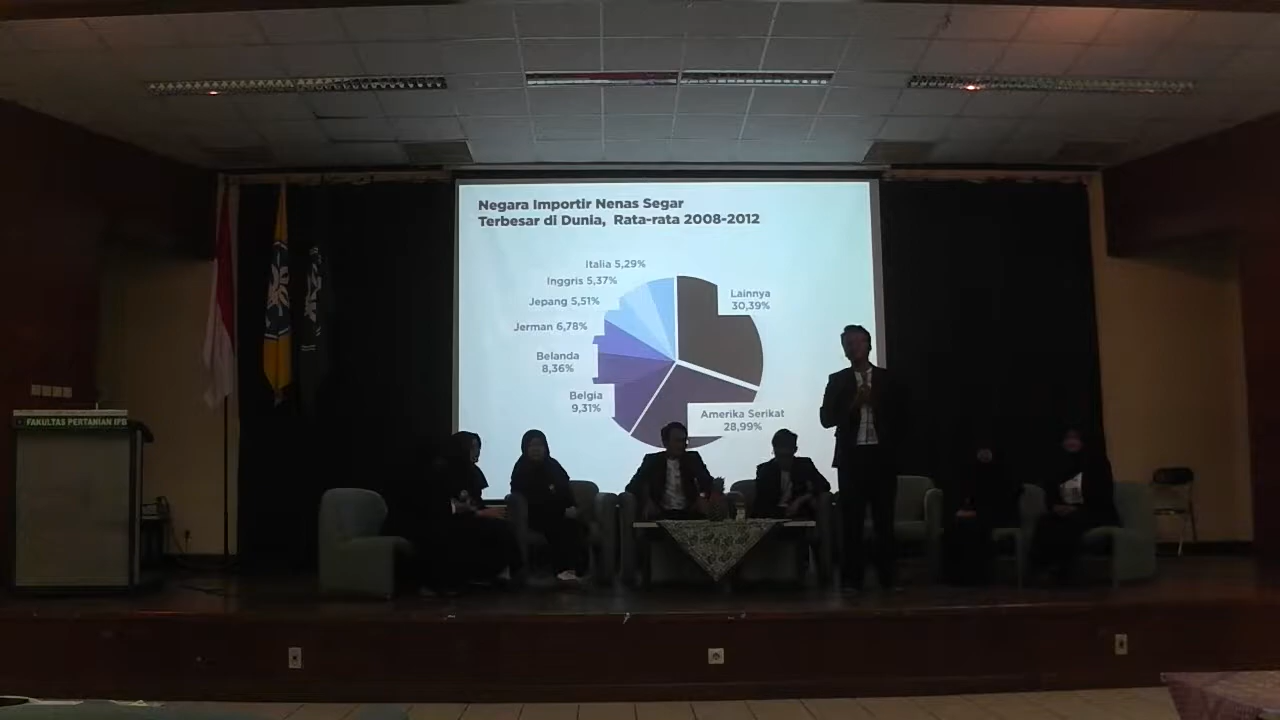 Negara Importir Nenas Segar
Terbesar di Dunia, Rata-rata 2008-2012
Italia 5,29%
Inggris 5,37%
Jepang 5,51%
Jerman 6,78%
Belanda
8,36%
Belgia
9,31%
Lainnya
30,39%
Amerika Serikat
28,99%
FAKULTAS PERTANIAN IPB